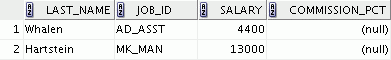 LAST_NAME JOB_ID SALARY COMMISSION_PCT
1 Whalen AD_ASST 4400 (null)
2 Hartstein MK_MAN 13000 (null)